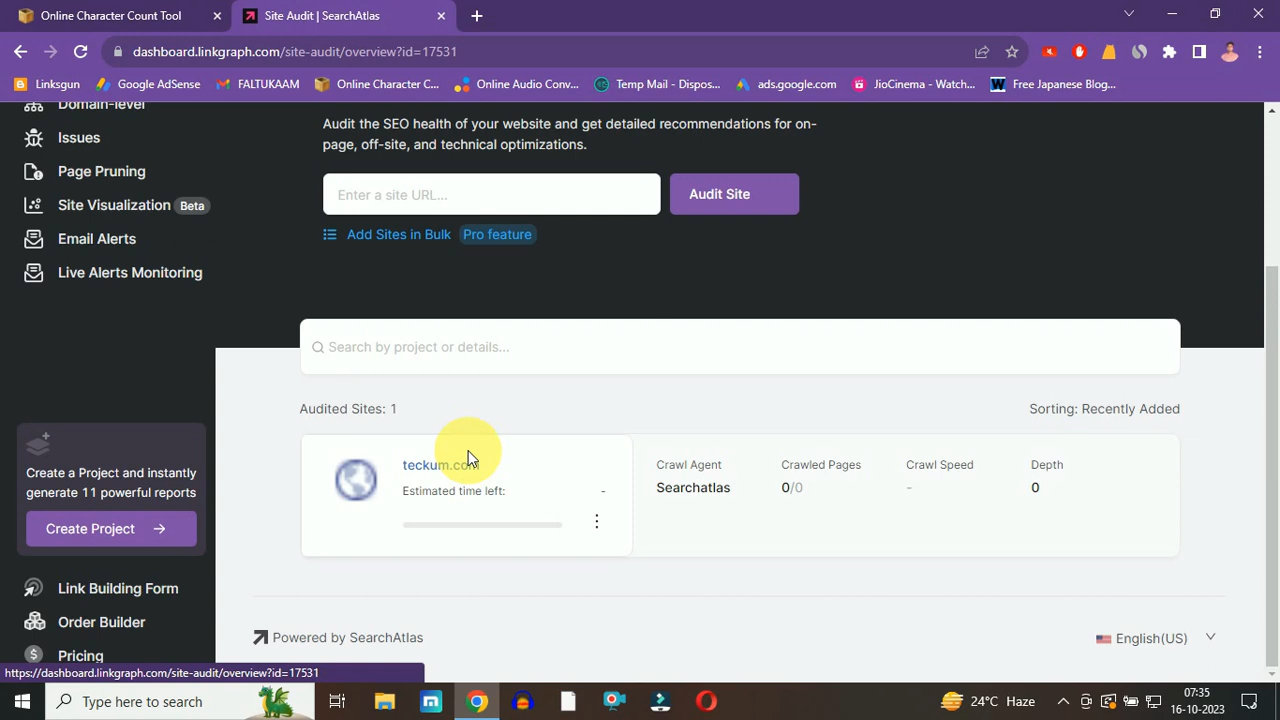 Online Character Count Tool
Site Audit | SearchAtlas
dashboard.linkgraph.com/site-audit/overview?id=17531
Linksgun
Google AdSense
FALTUKAAM
Online Character C...
Online Audio Conv...
Temp Mail - Dispos...
ads.google.com
JioCinema - Watch...
Free Japanese Blog...
Domain-level
Issues
Page Pruning
Site Visualization Beta
Email Alerts
Live Alerts Monitoring
Create a Project and instantly
generate 11 powerful reports
Create Project
Link Building Form
Order Builder
Pricing
Audit the SEO health of your website and get detailed recommendations for on-
page, off-site, and technical optimizations.
Enter a site URL...
Audit Site
Add Sites in Bulk Pro feature
Search by project or details...
Audited Sites: 1
Sorting: Recently Added
teckum.com
Estimated time left: -
Crawl Agent
Searchatlas
Crawled Pages
0/0
Crawl Speed
-
Depth
0
Powered by SearchAtlas
English(US)
https://dashboard.linkgraph.com/site-audit/overview?id=17531
Type here to search
24°C Haze
07:35
16-10-2023